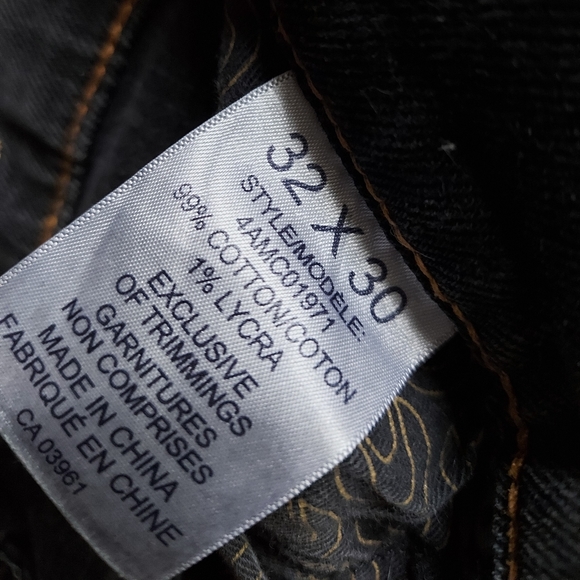 32 X 30
STYLE/MODÈLE:
4AMC01971
99% COTTON/COTON
1% LYCRA
EXCLUSIVE
OF TRIMMINGS
GARNITURES
NON COMPRISES
MADE IN CHINA
FABRIQUÉ EN CHINE
CA 03961